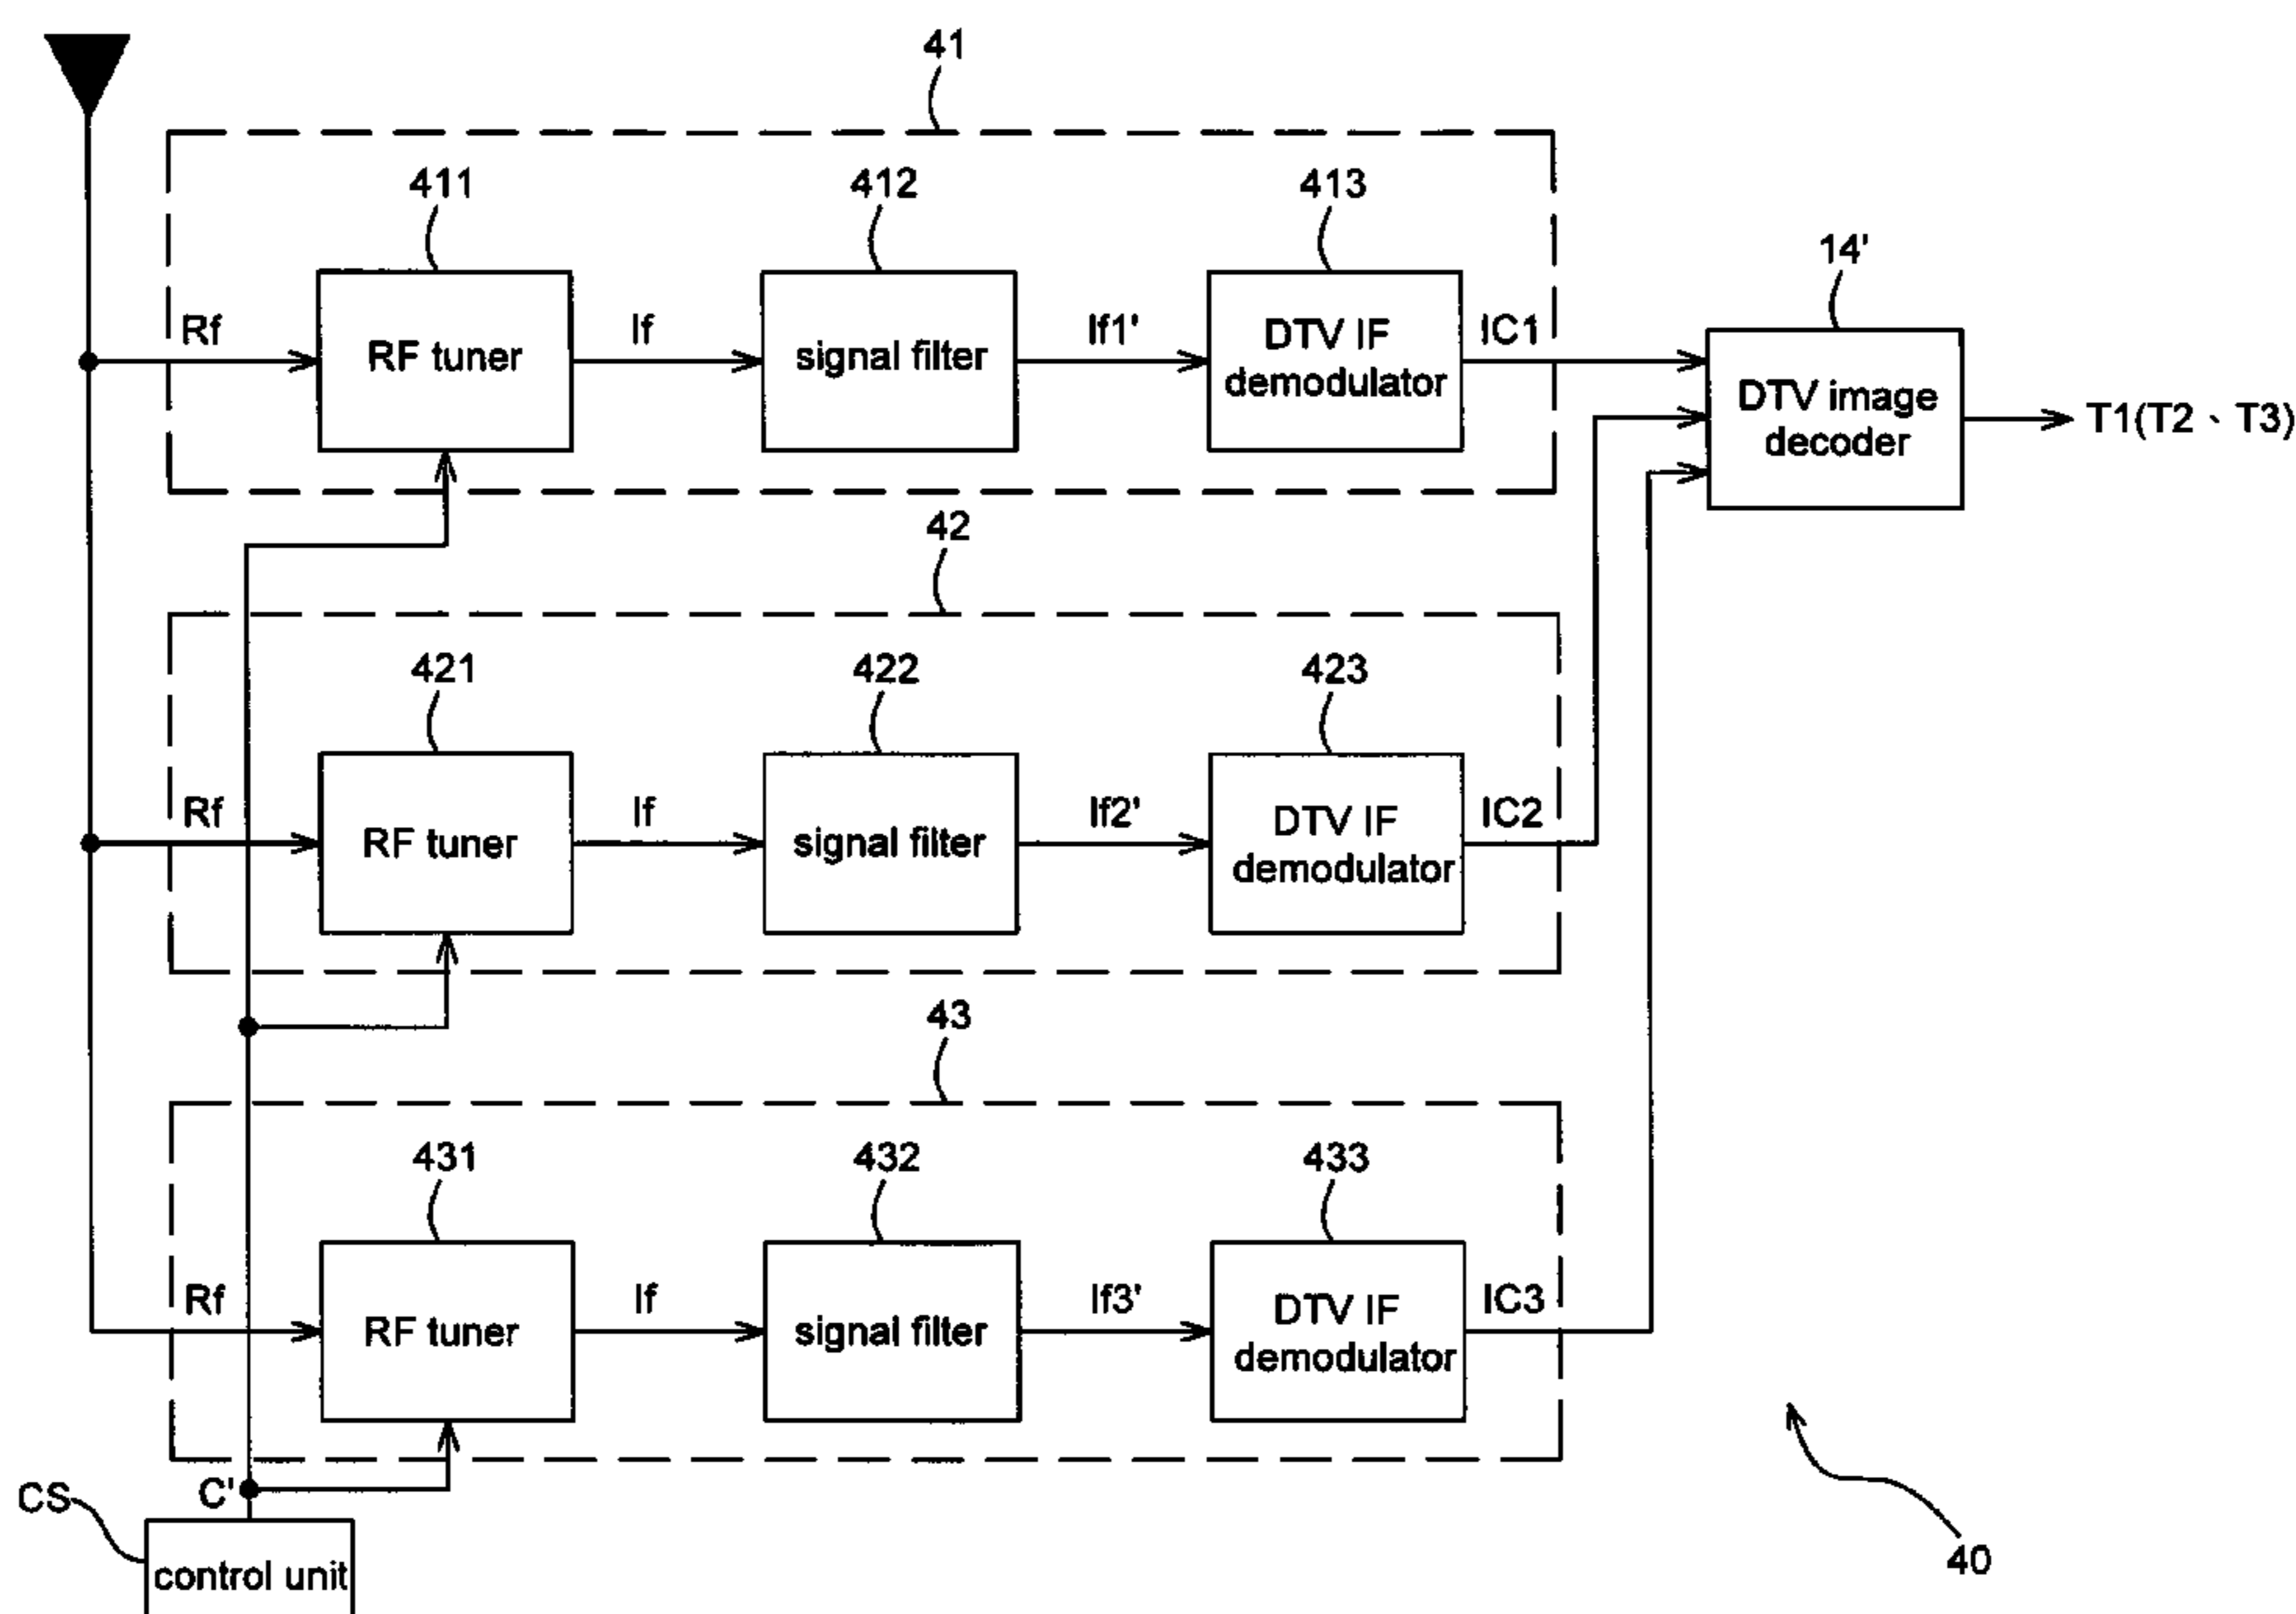 41
411
412
413
14'
Rf
RF tuner
If
signal filter
If1'
DTV IF
demodulator
IC1
DTV image
decoder
T1(T2、T3)
42
421
422
423
Rf
RF tuner
If
signal filter
If2'
DTV IF
demodulator
IC2
43
431
432
433
Rf
RF tuner
If
signal filter
If3'
DTV IF
demodulator
IC3
CS
C'
control unit
40